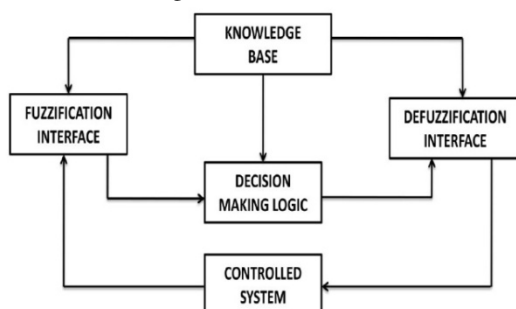 KNOWLEDGE
BASE
FUZZIFICATION
INTERFACE
DEFUZZIFICATION
INTERFACE
DECISION
MAKING LOGIC
CONTROLLED
SYSTEM